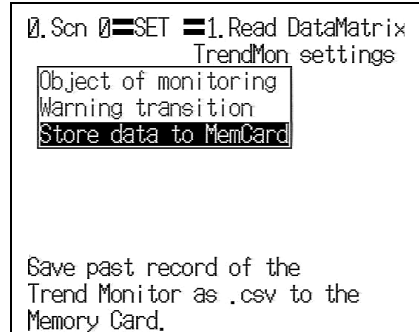 0.Scn 0=SET =1.Read DataMatrix
TrendMon settings
Object of monitoring
Warning transition
Store data to MemCard
Save past record of the
Trend Monitor as .csv to the
Memory Card.